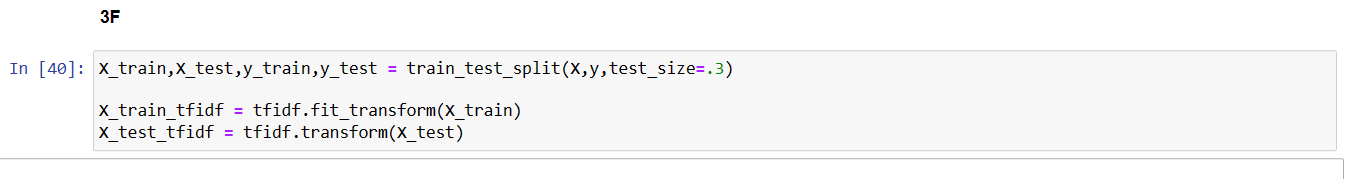 3F
In [40]: X_train,X_test,y_train,y_test = train_test_split(X,y,test_size=.3)
X_train_tfidf = tfidf.fit_transform(X_train)
X_test_tfidf = tfidf.transform(X_test)